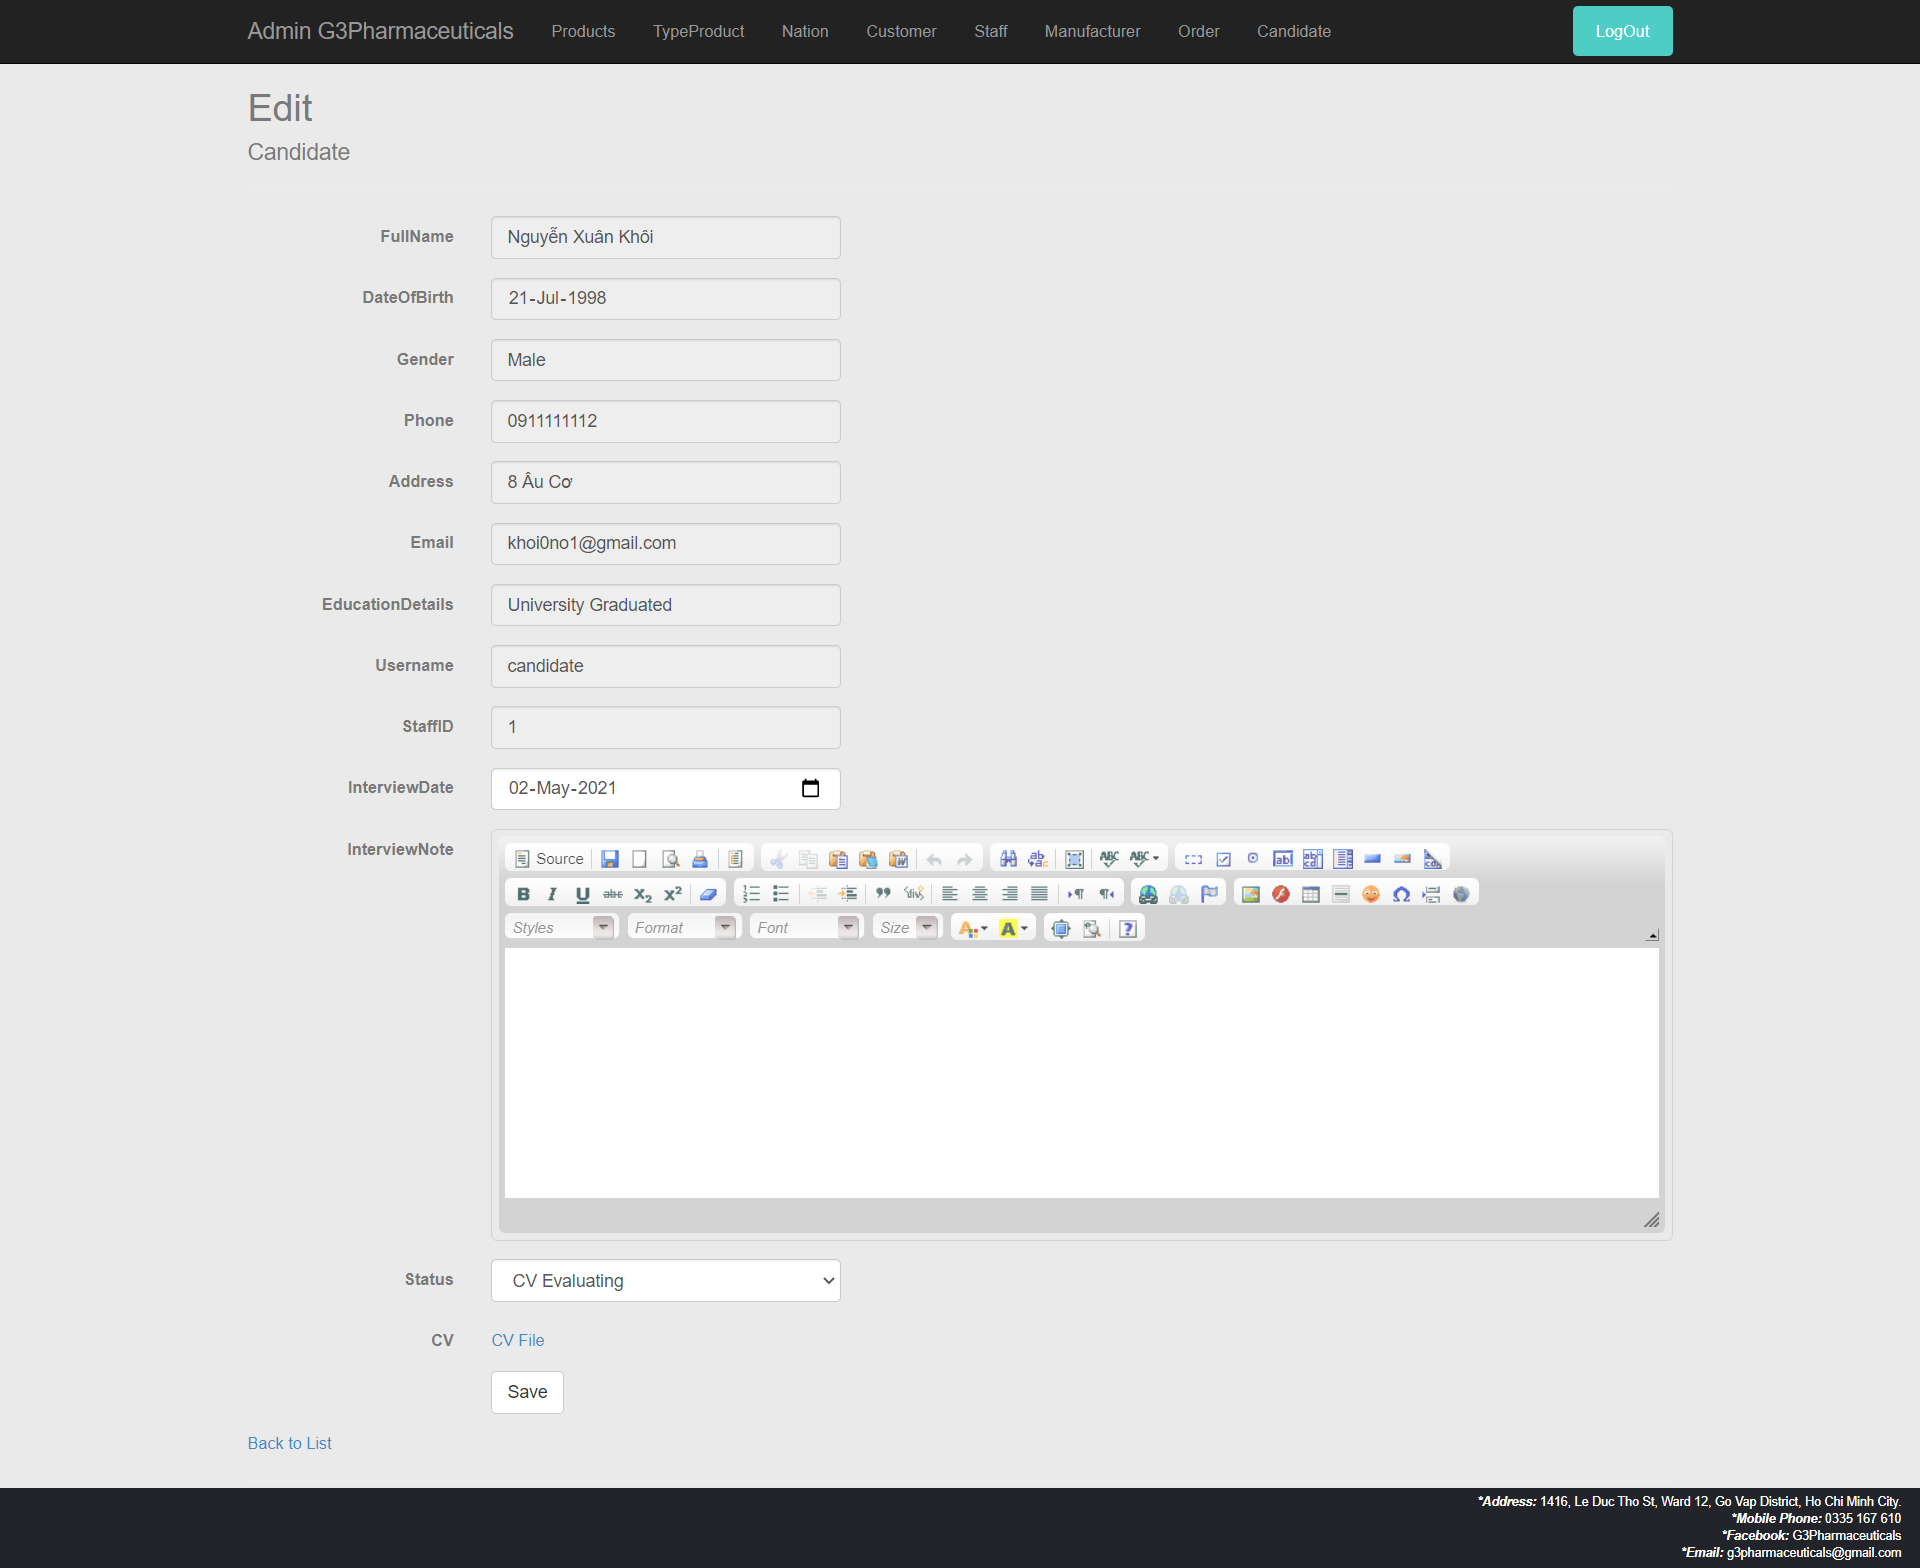 Admin G3Pharmaceuticals Products TypeProduct Nation Customer Staff Manufacturer Order Candidate LogOut
Edit
Candidate
FullName Nguyễn Xuân Khôi
DateOfBirth 21-Jul-1998
Gender Male
Phone 0911111112
Address 8 Âu Cơ
Email khoi0no1@gmail.com
EducationDetails University Graduated
Username candidate
StaffID 1
InterviewDate 02-May-2021
InterviewNote
Source
Styles Format Font Size
Status CV Evaluating
CV CV File
Save
Back to List
*Address: 1416, Le Duc Tho St, Ward 12, Go Vap District, Ho Chi Minh City.
*Mobile Phone: 0335 167 610
*Facebook: G3Pharmaceuticals
*Email: g3pharmaceuticals@gmail.com